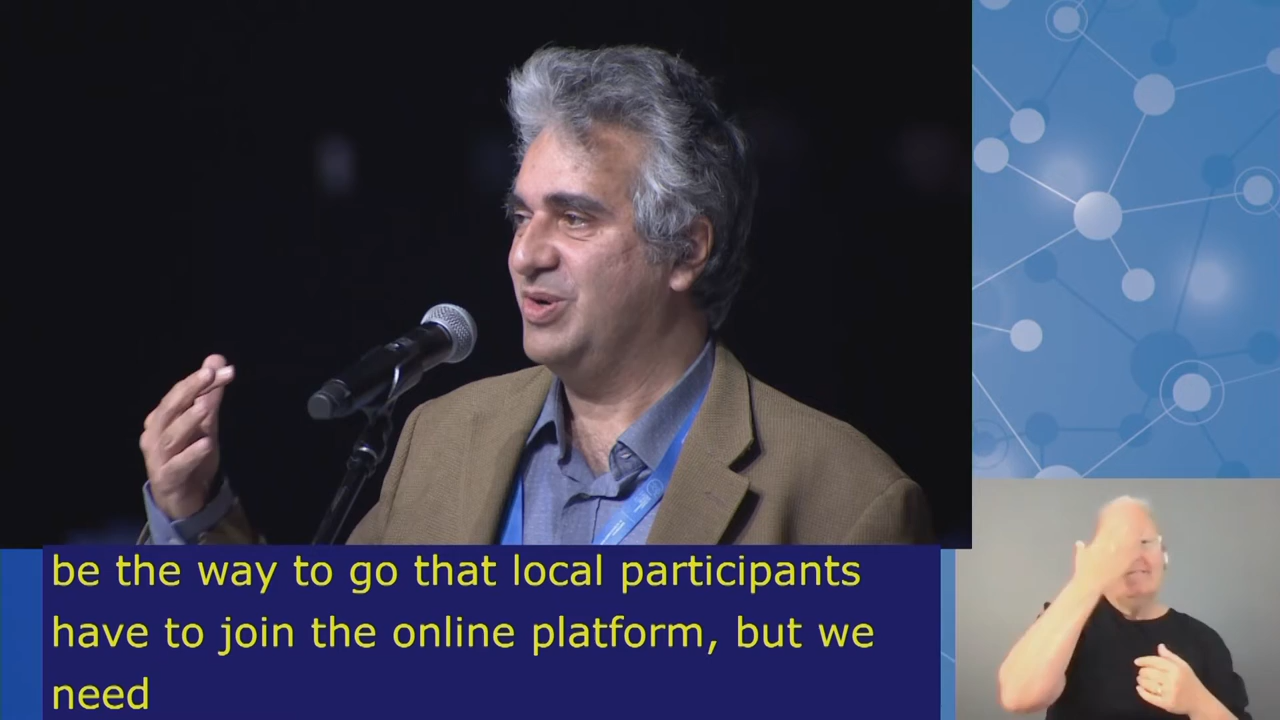 be the way to go that local participants
have to join the online platform, but we
need